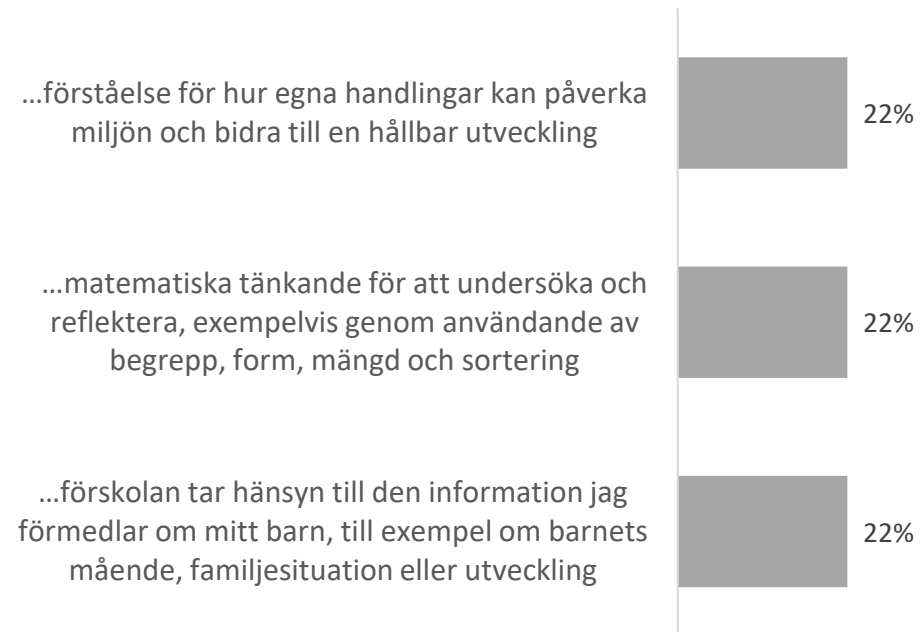 ...förståelse för hur egna handlingar kan påverka
miljön och bidra till en hållbar utveckling
22%
...matematiska tänkande för att undersöka och
reflektera, exempelvis genom användande av
begrepp, form, mängd och sortering
22%
...förskolan tar hänsyn till den information jag
förmedlar om mitt barn, till exempel om barnets
mående, familjesituation eller utveckling
22%